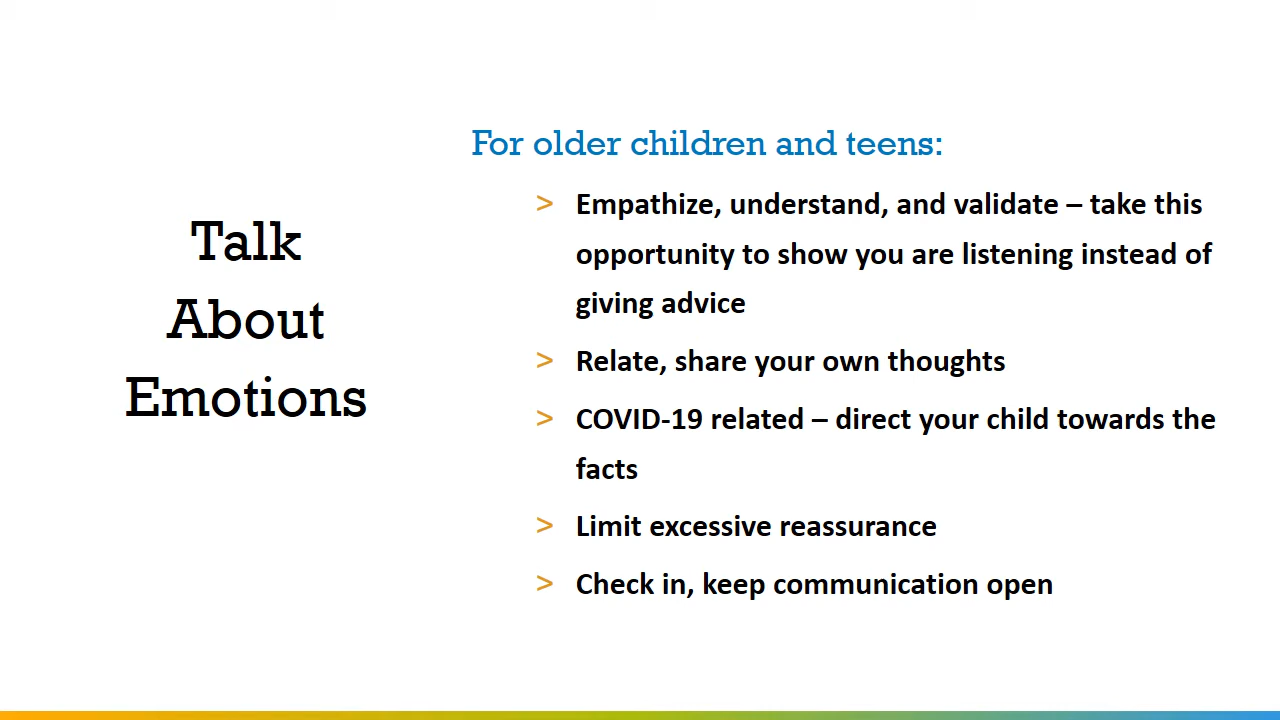 Talk
About
Emotions
For older children and teens:
> Empathize, understand, and validate – take this
opportunity to show you are listening instead of
giving advice
> Relate, share your own thoughts
> COVID-19 related – direct your child towards the
facts
> Limit excessive reassurance
> Check in, keep communication open